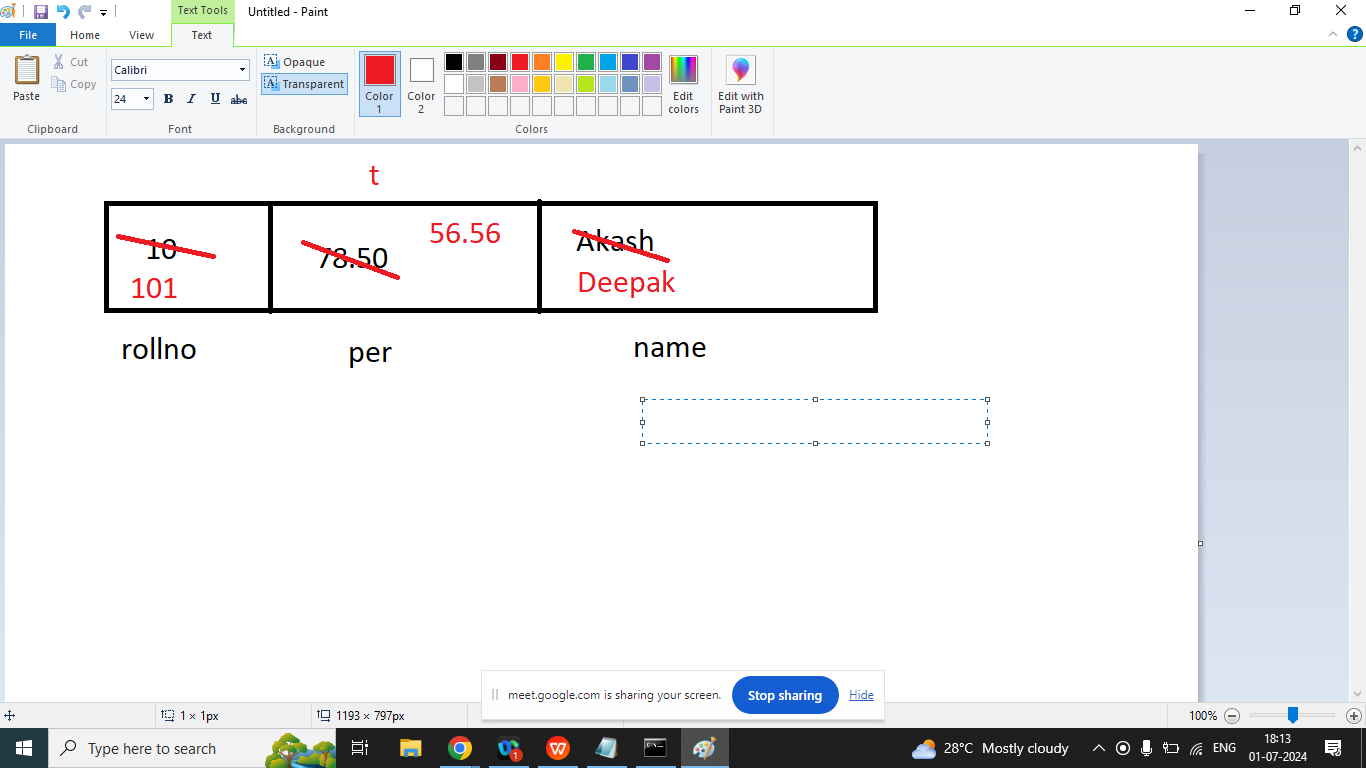 Text Tools
Untitled - Paint
File
Home
View
Text
?
Paste
Cut
Copy
Clipboard
Calibri
24
B I U abc
Font
A Opaque
A Transparent
Background
Color 1
Color 2
Edit colors
Colors
Edit with Paint 3D
t
10
101
78.50
56.56
Akash
Deepak
rollno
per
name
meet.google.com is sharing your screen.
Stop sharing
Hide
1 × 1px
1193 × 797px
100%
Type here to search
1
W
28°C Mostly cloudy
ENG
18:13
01-07-2024